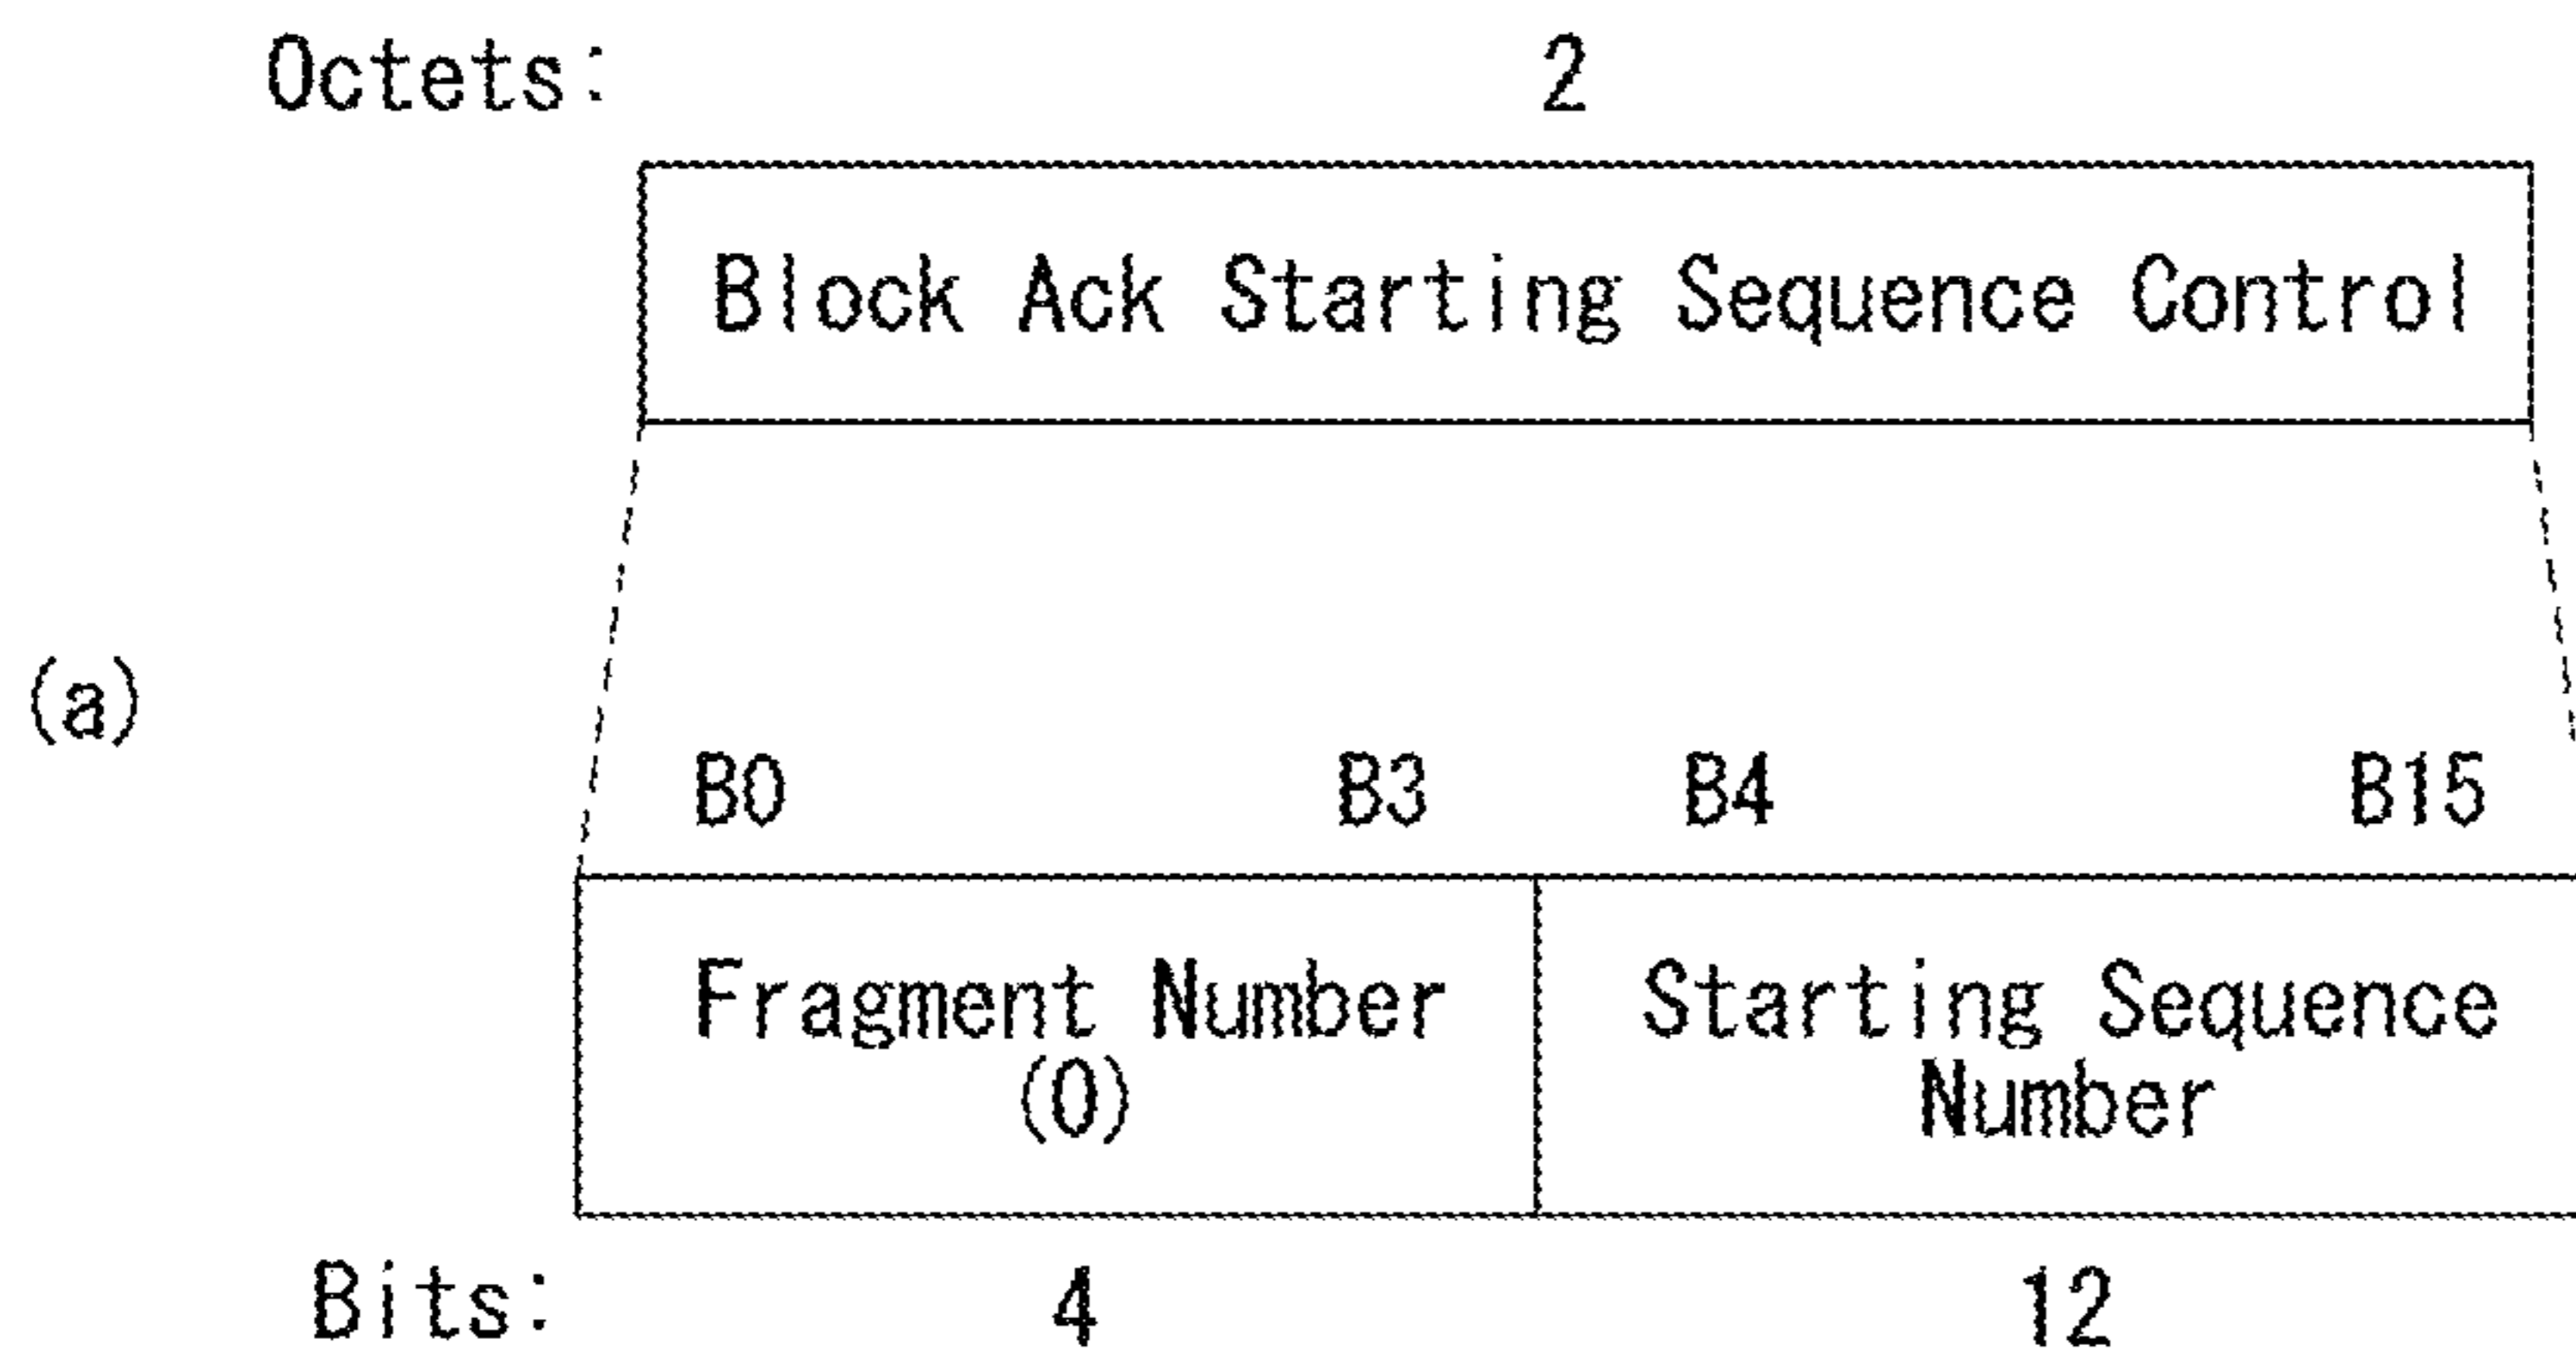 Octets: 2
Block Ack Starting Sequence Control
(a)
B0 B3 B4 B15
Fragment Number Starting Sequence
(0) Number
Bits: 4 12